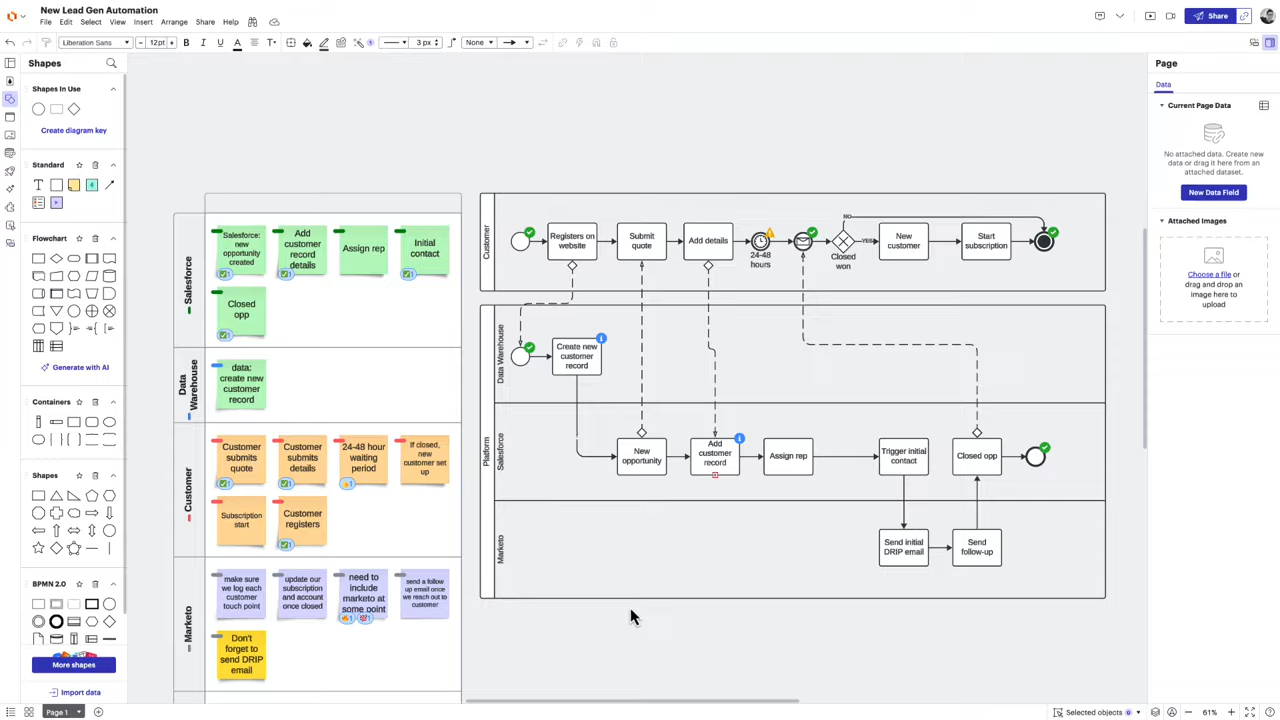 New Lead Gen Automation
File Edit Select View Insert Arrange Share Help
Share
Liberation Sans
− 12pt +
B I U A T
3 px
None
Shapes
Shapes In Use
Create diagram key
Standard
T
Flowchart
Generate with AI
Containers
Shapes
BPMN 2.0
More shapes
Import data
Salesforce
Salesforce:
new
opportunity
created
1
Add
customer
record
details
1
Assign rep
Initial
contact
1
Closed
opp
1
Data
Warehouse
data:
create new
customer
record
Customer
Customer
submits
quote
1
Customer
submits
details
1
24-48 hour
waiting
period
1
If closed,
new
customer set
up
Subscription
start
Customer
registers
1
Marketo
make sure
we log each
customer
touch point
update our
subscription
and account
once closed
need to
include
marketo at
some point
1
1
send a follow
up email once
we reach out to
customer
Don't
forget to
send DRIP
email
Customer
Registers on
website
Submit
quote
Add details
24-48
hours
Closed
won
NO
YES
New
customer
Start
subscription
Platform
Data Warehouse
Create new
customer
record
Salesforce
New
opportunity
Add
customer
record
Assign rep
Trigger initial
contact
Closed opp
Marketo
Send initial
DRIP email
Send
follow-up
Page
Data
Current Page Data
No attached data. Create new
data or drag it here from an
attached dataset.
New Data Field
Attached Images
Choose a file or
drag and drop an
image here to
upload
Page 1
Selected objects 0
61%